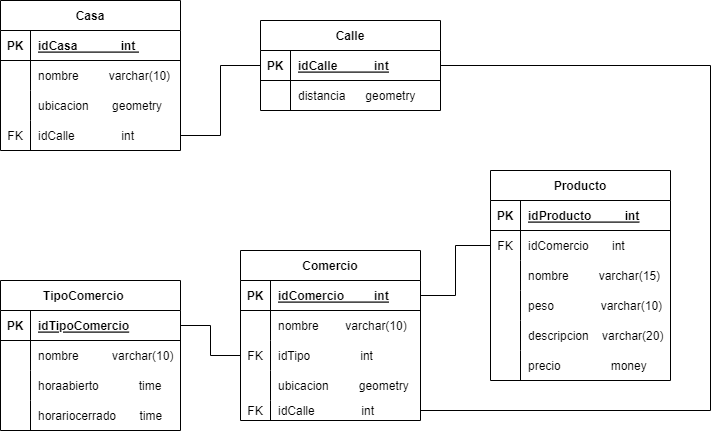 Casa
PK idCasa int
nombre varchar(10)
ubicacion geometry
FK idCalle int
Calle
PK idCalle int
distancia geometry
Producto
PK idProducto int
FK idComercio int
nombre varchar(15)
peso varchar(10)
descripcion varchar(20)
precio money
Comercio
PK idComercio int
nombre varchar(10)
FK idTipo int
ubicacion geometry
FK idCalle int
TipoComercio
PK idTipoComercio
nombre varchar(10)
horaabierto time
horariocerrado time